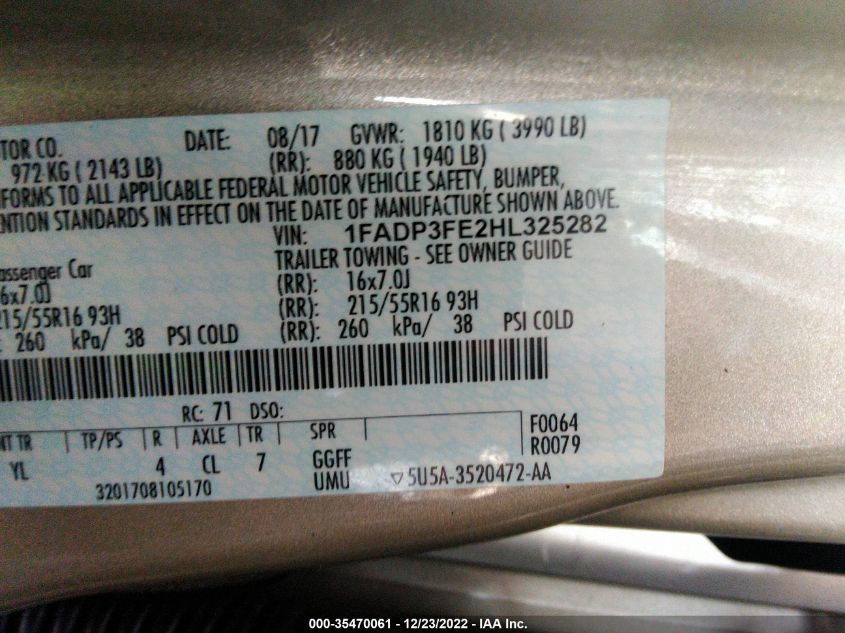 TOR CO. DATE: 08/17 GVWR: 1810 KG ( 3990 LB)
972 KG ( 2143 LB) (RR): 880 KG ( 1940 LB)
FORMS TO ALL APPLICABLE FEDERAL MOTOR VEHICLE SAFETY, BUMPER,
ENTION STANDARDS IN EFFECT ON THE DATE OF MANUFACTURE SHOWN ABOVE.
VIN: 1FADP3FE2HL325282
TRAILER TOWING - SEE OWNER GUIDE
assenger Car
6x7.0J (RR): 16x7.0J
215/55R16 93H (RR): 215/55R16 93H
: 260 kPa/ 38 PSI COLD (RR): 260 kPa/ 38 PSI COLD
RC: 71 DSO:
NT TR TP/PS R AXLE TR SPR F0064
R0079
YL 4 CL 7 GGFF
UMU ▽5U5A-3520472-AA
3201708105170
000-35470061 - 12/23/2022 - IAA Inc.